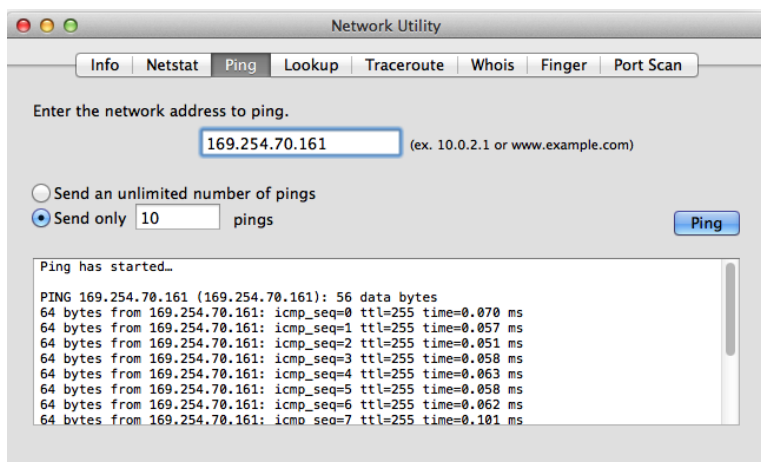 Network Utility
Info Netstat Ping Lookup Traceroute Whois Finger Port Scan
Enter the network address to ping.
169.254.70.161 (ex. 10.0.2.1 or www.example.com)
Send an unlimited number of pings
Send only 10 pings
Ping
Ping has started…
PING 169.254.70.161 (169.254.70.161): 56 data bytes
64 bytes from 169.254.70.161: icmp_seq=0 ttl=255 time=0.070 ms
64 bytes from 169.254.70.161: icmp_seq=1 ttl=255 time=0.057 ms
64 bytes from 169.254.70.161: icmp_seq=2 ttl=255 time=0.051 ms
64 bytes from 169.254.70.161: icmp_seq=3 ttl=255 time=0.058 ms
64 bytes from 169.254.70.161: icmp_seq=4 ttl=255 time=0.063 ms
64 bytes from 169.254.70.161: icmp_seq=5 ttl=255 time=0.058 ms
64 bytes from 169.254.70.161: icmp_seq=6 ttl=255 time=0.062 ms
64 bytes from 169.254.70.161: icmp_seq=7 ttl=255 time=0.101 ms